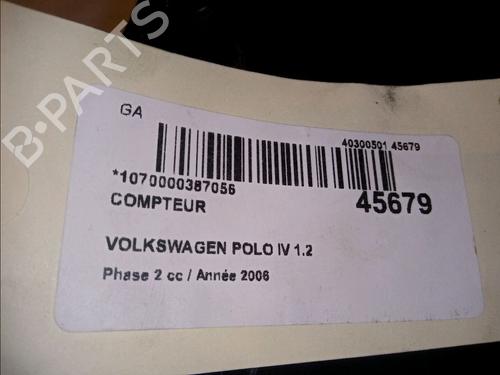 B-PARTS
GA
40300501 45679
*1070000387056
45679
COMPTEUR
VOLKSWAGEN POLO IV 1.2
Phase 2 cc / Année 2006